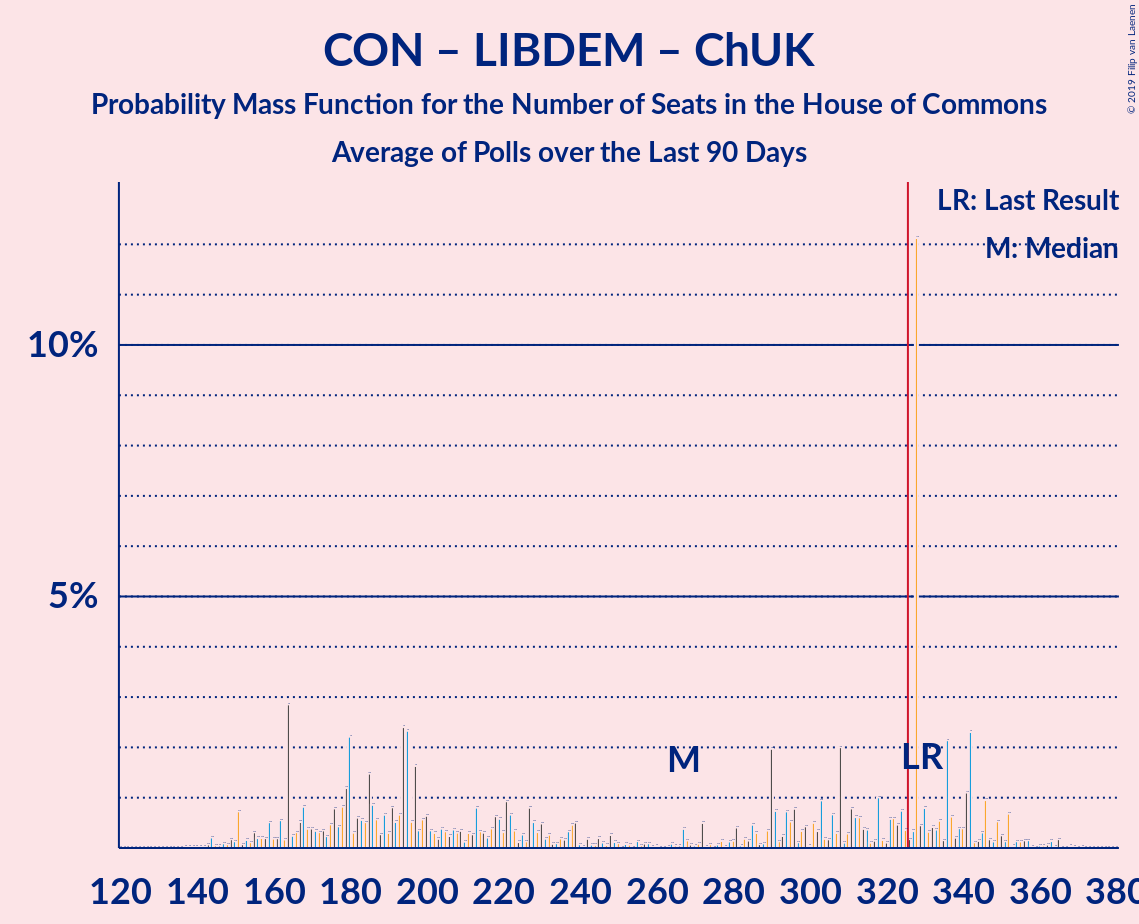 CON – LIBDEM – ChUK
Probability Mass Function for the Number of Seats in the House of Commons
Average of Polls over the Last 90 Days
© 2019 Filip van Laenen
LR: Last Result
M: Median
10%
5%
M
LR
120 140 160 180 200 220 240 260 280 300 320 340 360 380